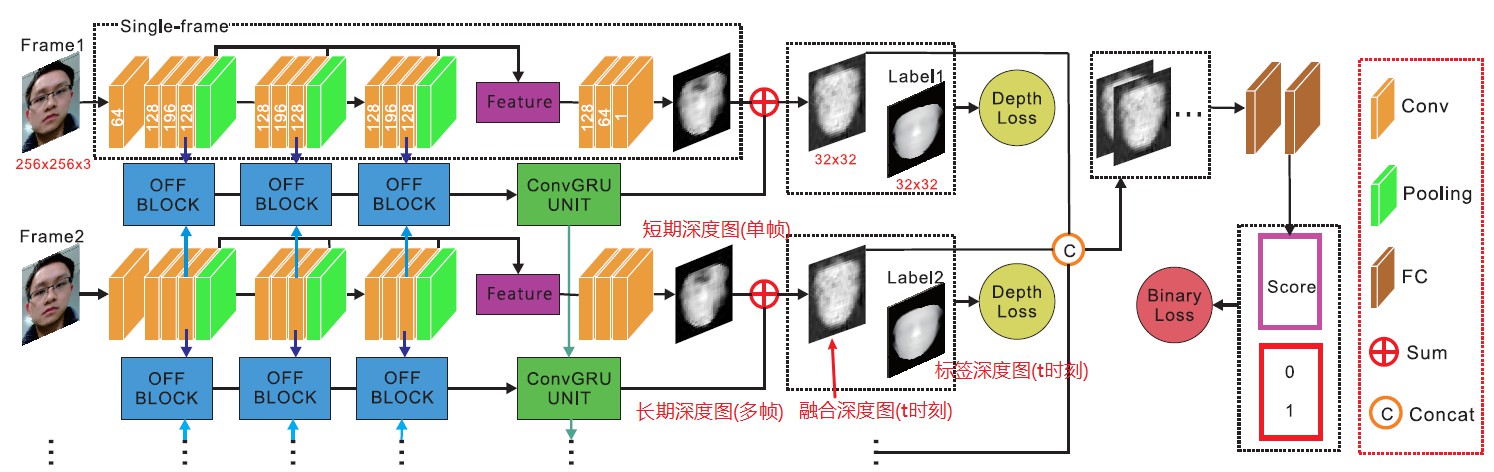 Single-frame
Frame1
64
128
196
128
128
196
128
128
196
128
Feature
128
64
1
256x256x3
32x32
Label1
32x32
Depth
Loss
OFF
BLOCK
OFF
BLOCK
OFF
BLOCK
ConvGRU
UNIT
短期深度图(单帧)
Frame2
Feature
Label2
Depth
Loss
标签深度图(t时刻)
OFF
BLOCK
OFF
BLOCK
OFF
BLOCK
ConvGRU
UNIT
长期深度图(多帧)
融合深度图(t时刻)
C
Binary
Loss
Score
0
1
Conv
Pooling
FC
Sum
C
Concat